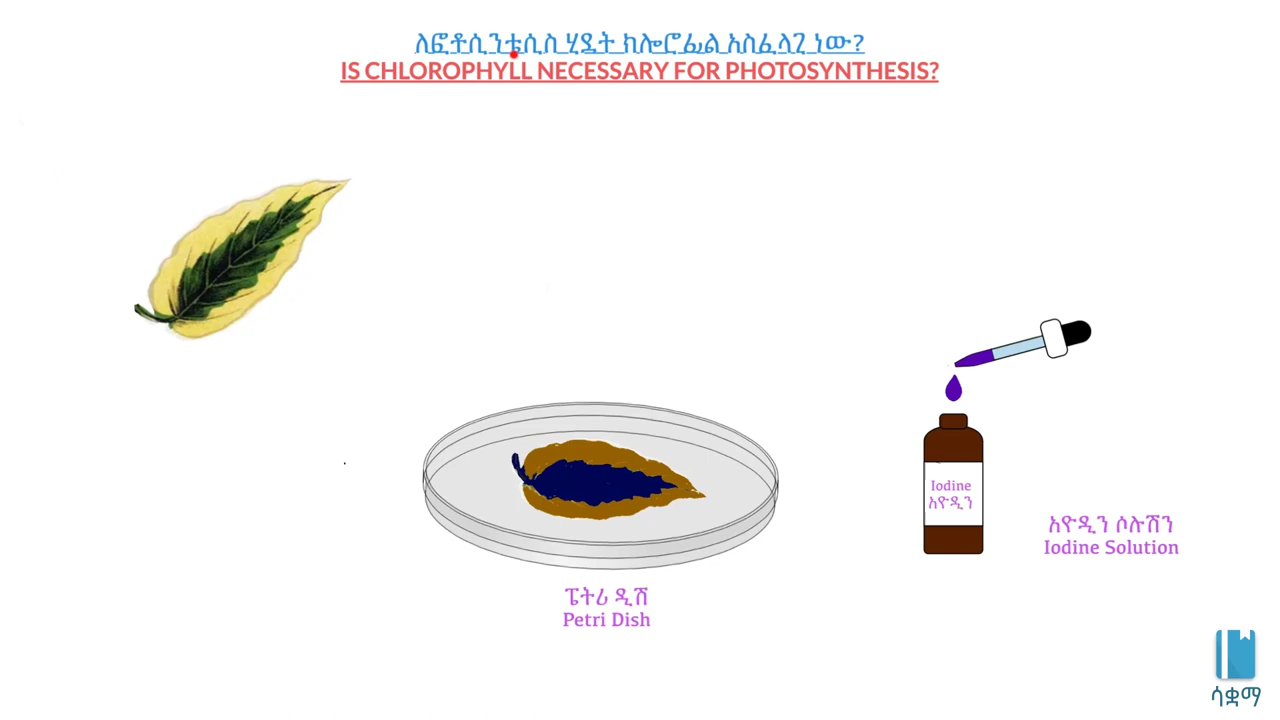 ለፎቶሲንቴሲስ ሂደት ክሎሮፊል አስፈላጊ ነው?
IS CHLOROPHYLL NECESSARY FOR PHOTOSYNTHESIS?
Iodine
አዮዲን
አዮዲን ሶሉሽን
Iodine Solution
ፔትሪ ዲሽ
Petri Dish
ሳቋማ